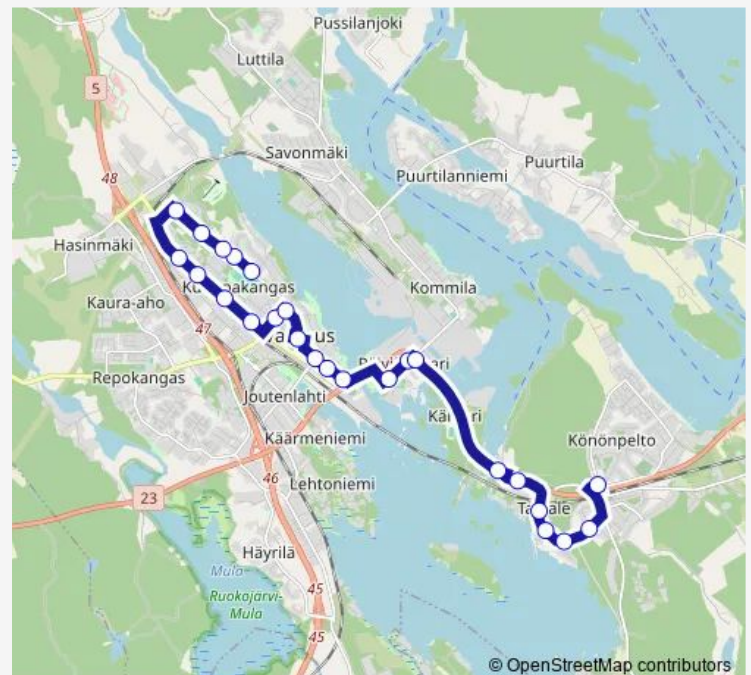 Pussilanjoki
Luttila
5
Savonmäki
Puurtila
48
Puurtilanniemi
Hasinmäki
Kommila
Kaura-aho
47
Repokangas
Joutenlahti
Könönpelto
Käärmeniemi
46
Lehtoniemi
23
Häyrilä
Mula
45
Ruokojärvi-
Mula
45
© OpenStreetMap contributors